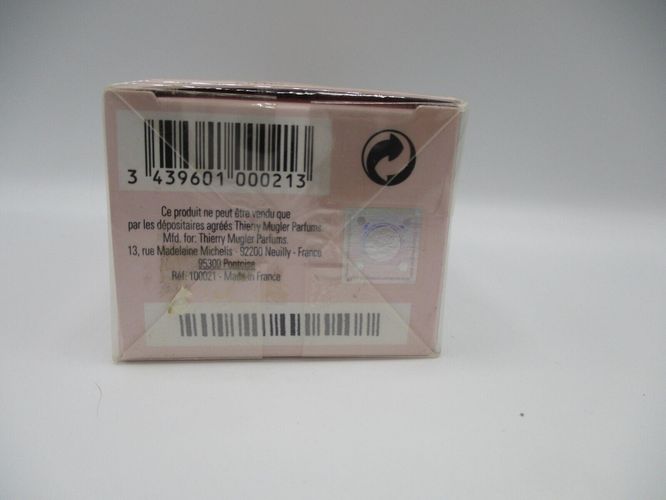 3 439601 000213
Ce produit ne peut être vendu que
par les dépositaires agréés Thierry Mugler Parfums.
Mfd. for: Thierry Mugler Parfums.
13, rue Madeleine Michelis - 92200 Neuilly - France
95300 Pontoise
Réf: 100021 - Made in France